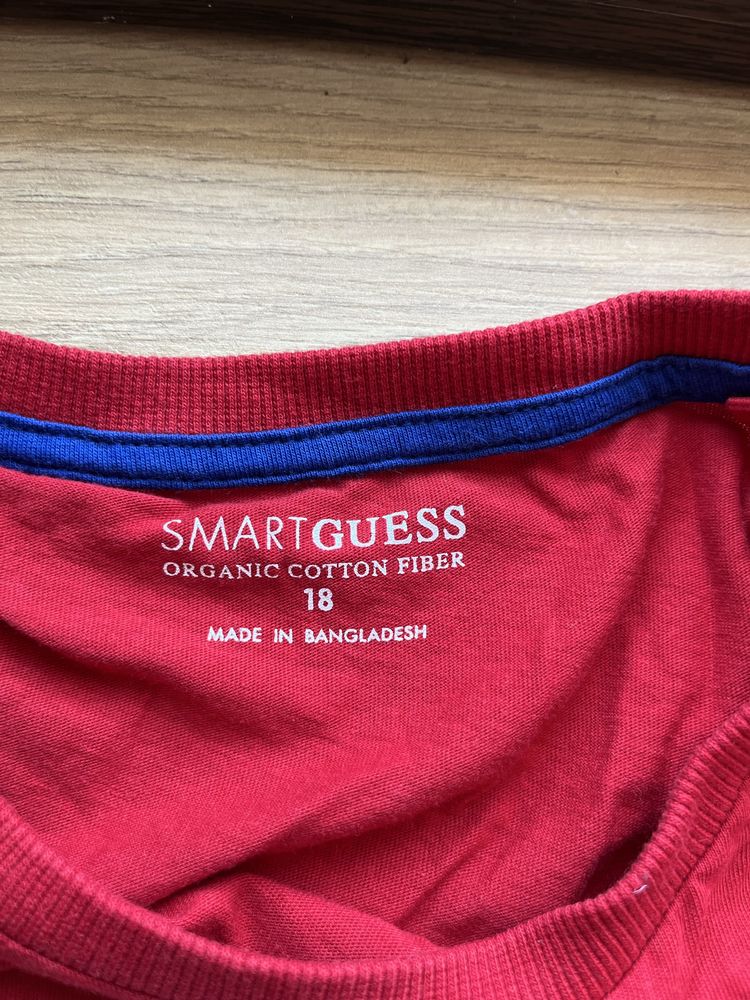 SMARTGUESS
ORGANIC COTTON FIBER
18
MADE IN BANGLADESH